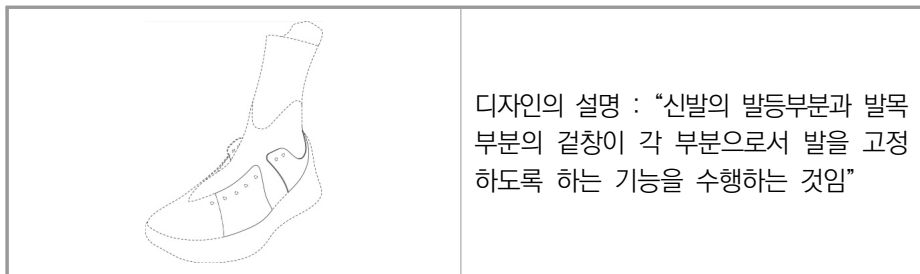 디자인의 설명 : “신발의 발등부분과 발목
부분의 겉창이 각 부분으로서 발을 고정
하도록 하는 기능을 수행하는 것임”